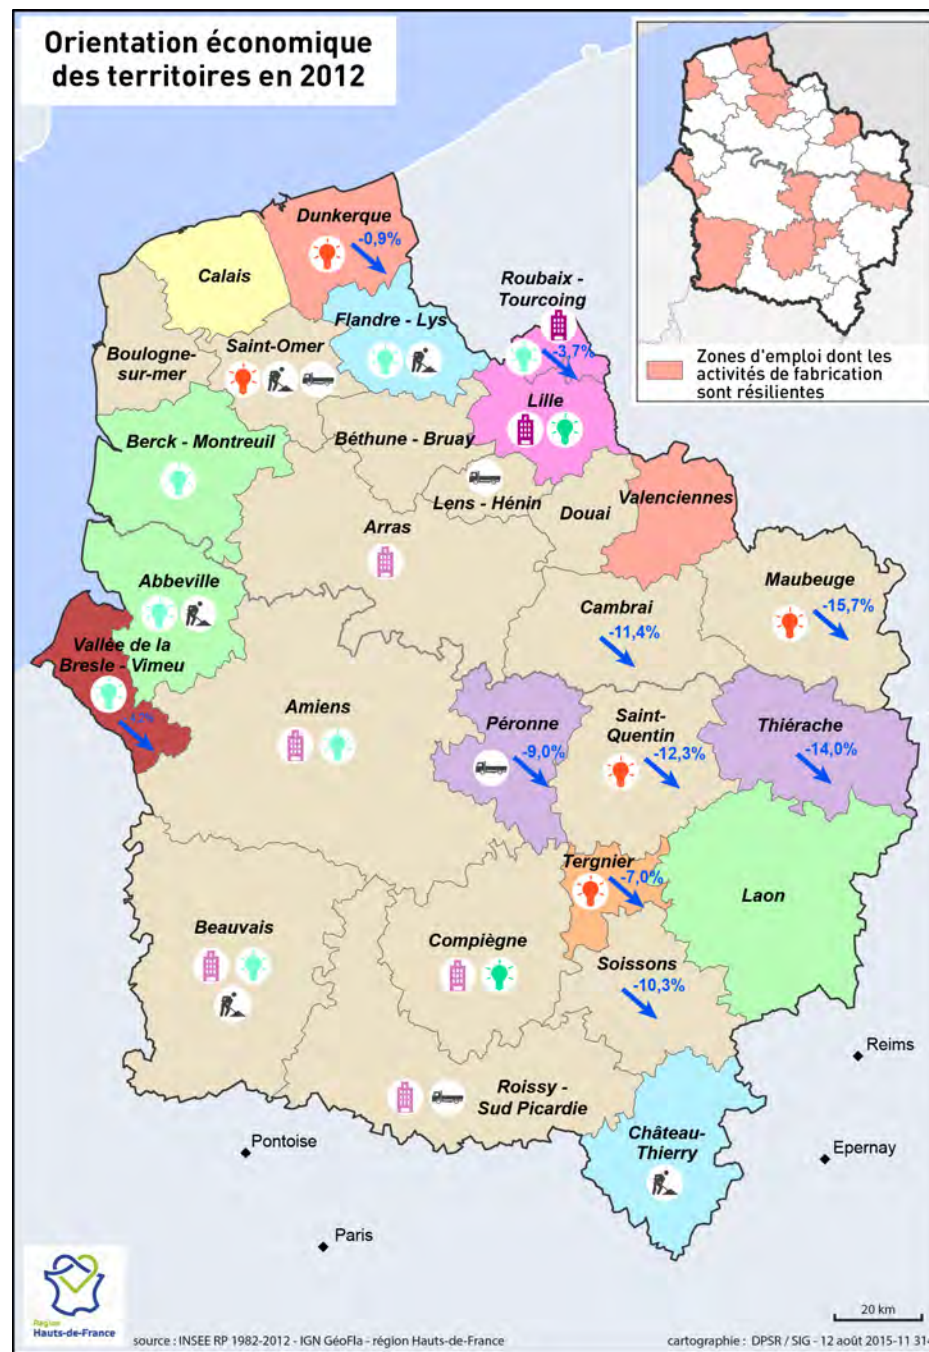 Orientation économique
des territoires en 2012
Zones d'emploi dont les
activités de fabrication
sont résilientes
Dunkerque
-0,9%
Calais
Roubaix -
Tourcoing
-3,7%
Flandre - Lys
Saint-Omer
Boulogne-
sur-mer
Lille
Berck - Montreuil
Béthune - Bruay
Lens - Hénin
Douai
Valenciennes
Arras
Abbeville
Maubeuge
-15,7%
Cambrai
-11,4%
Vallée de la
Bresle - Vimeu
Amiens
Péronne
-9,0%
Saint-
Quentin
-12,3%
Thiérache
-14,0%
Tergnier
-7,0%
Laon
Beauvais
Compiègne
Soissons
-10,3%
Reims
Roissy -
Sud Picardie
Château-
Thierry
Pontoise
Epernay
Paris
Région
Hauts-de-France
20 km
source : INSEE RP 1982-2012 - IGN GéoFla - région Hauts-de-France
cartographie : DPSR / SIG - 12 août 2015-11 314